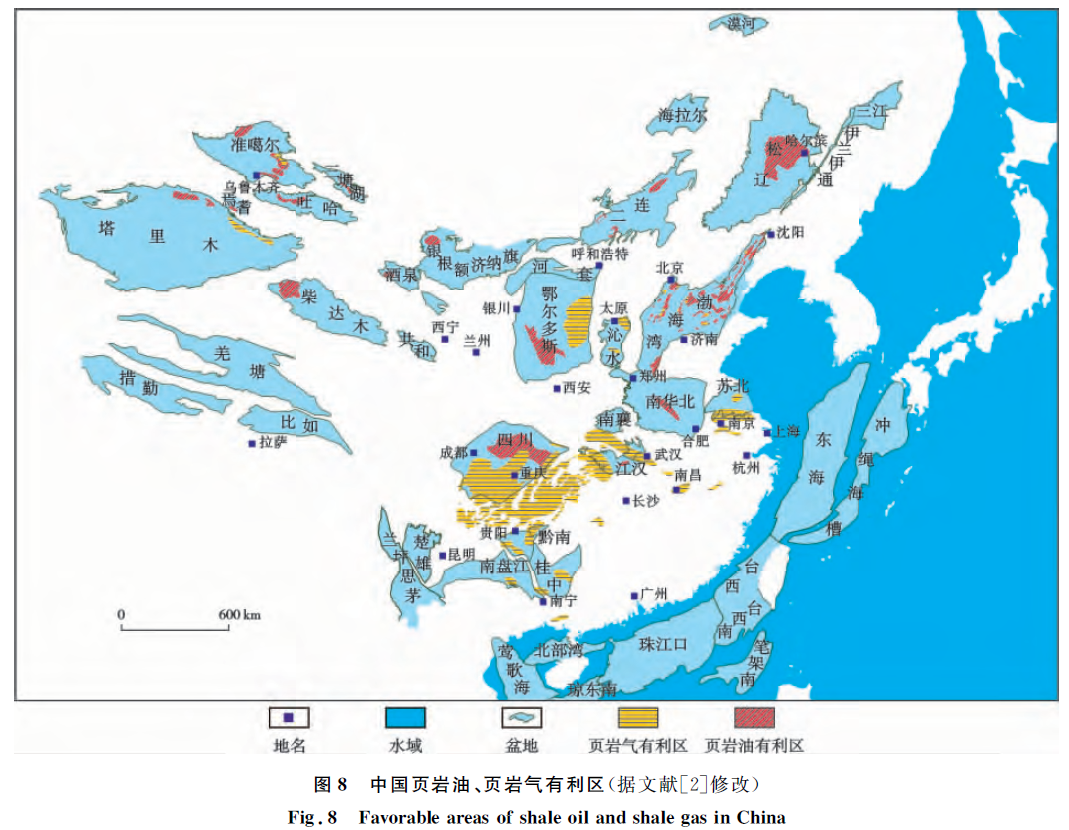 漠河
海拉尔
三江
伊兰伊通
松辽
哈尔滨
准噶尔
乌鲁木齐
焉耆
吐哈
塔里木
二连
沈阳
银根额济纳旗
酒泉
河套
呼和浩特
北京
渤海湾
柴达木
银川
鄂尔多斯
太原
沁水
济南
西宁
兰州
共和
羌塘
措勤
比如
拉萨
西安
郑州
南华北
苏北
南京
合肥
上海
南襄
四川
成都
重庆
武汉
江汉
南昌
杭州
长沙
东海
冲绳海槽
贵阳
黔南
楚雄
兰坪思茅
昆明
南盘江
桂中
南宁
广州
台西
台西南
珠江口
笔架南
北部湾
莺歌海
琼东南
0 600 km
地名 水域 盆地 页岩气有利区 页岩油有利区
图 8 中国页岩油、页岩气有利区(据文献[2]修改)
Fig. 8 Favorable areas of shale oil and shale gas in China